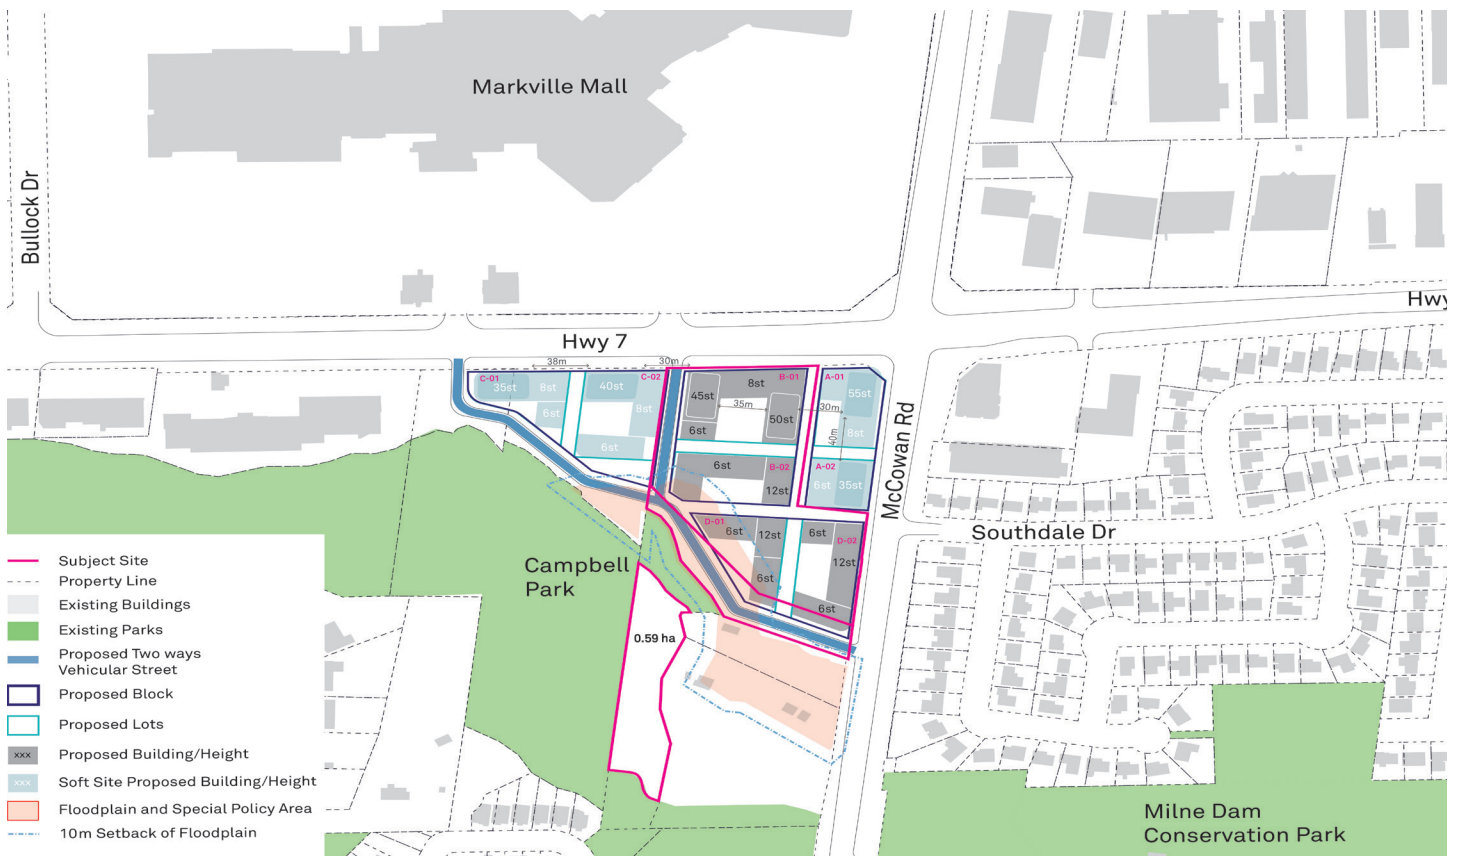 Markville Mall
Bullock Dr
Hwy
Hwy 7
38m
30m
C-01
35st
8st
40st
C-02
6st
8st
6st
B-01
8st
45st
35m
50st
6st
30m
A-01
55st
40m
8st
6st
B-02
12st
A-02
6st
35st
McCowan Rd
D-01
6st
12st
6st
6st
D-02
12st
6st
Southdale Dr
Campbell
Park
0.59 ha
Subject Site
Property Line
Existing Buildings
Existing Parks
Proposed Two ways
Vehicular Street
Proposed Block
Proposed Lots
xxx
Proposed Building/Height
xxx
Soft Site Proposed Building/Height
Floodplain and Special Policy Area
10m Setback of Floodplain
Milne Dam
Conservation Park